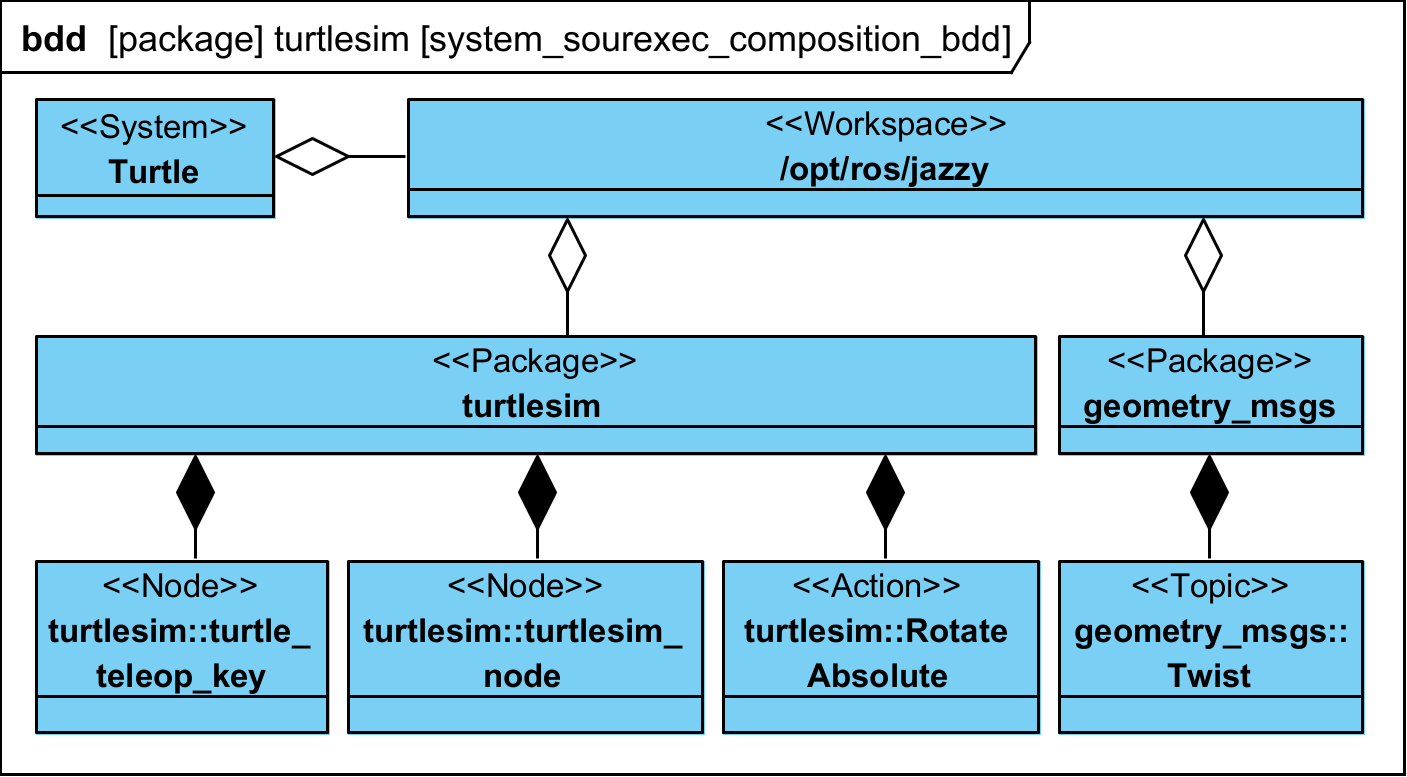 bdd [package] turtlesim [system_sourexec_composition_bdd]
<<System>>
Turtle
<<Workspace>>
/opt/ros/jazzy
<<Package>>
turtlesim
<<Package>>
geometry_msgs
<<Node>>
turtlesim::turtle_
teleop_key
<<Node>>
turtlesim::turtlesim_
node
<<Action>>
turtlesim::Rotate
Absolute
<<Topic>>
geometry_msgs::
Twist